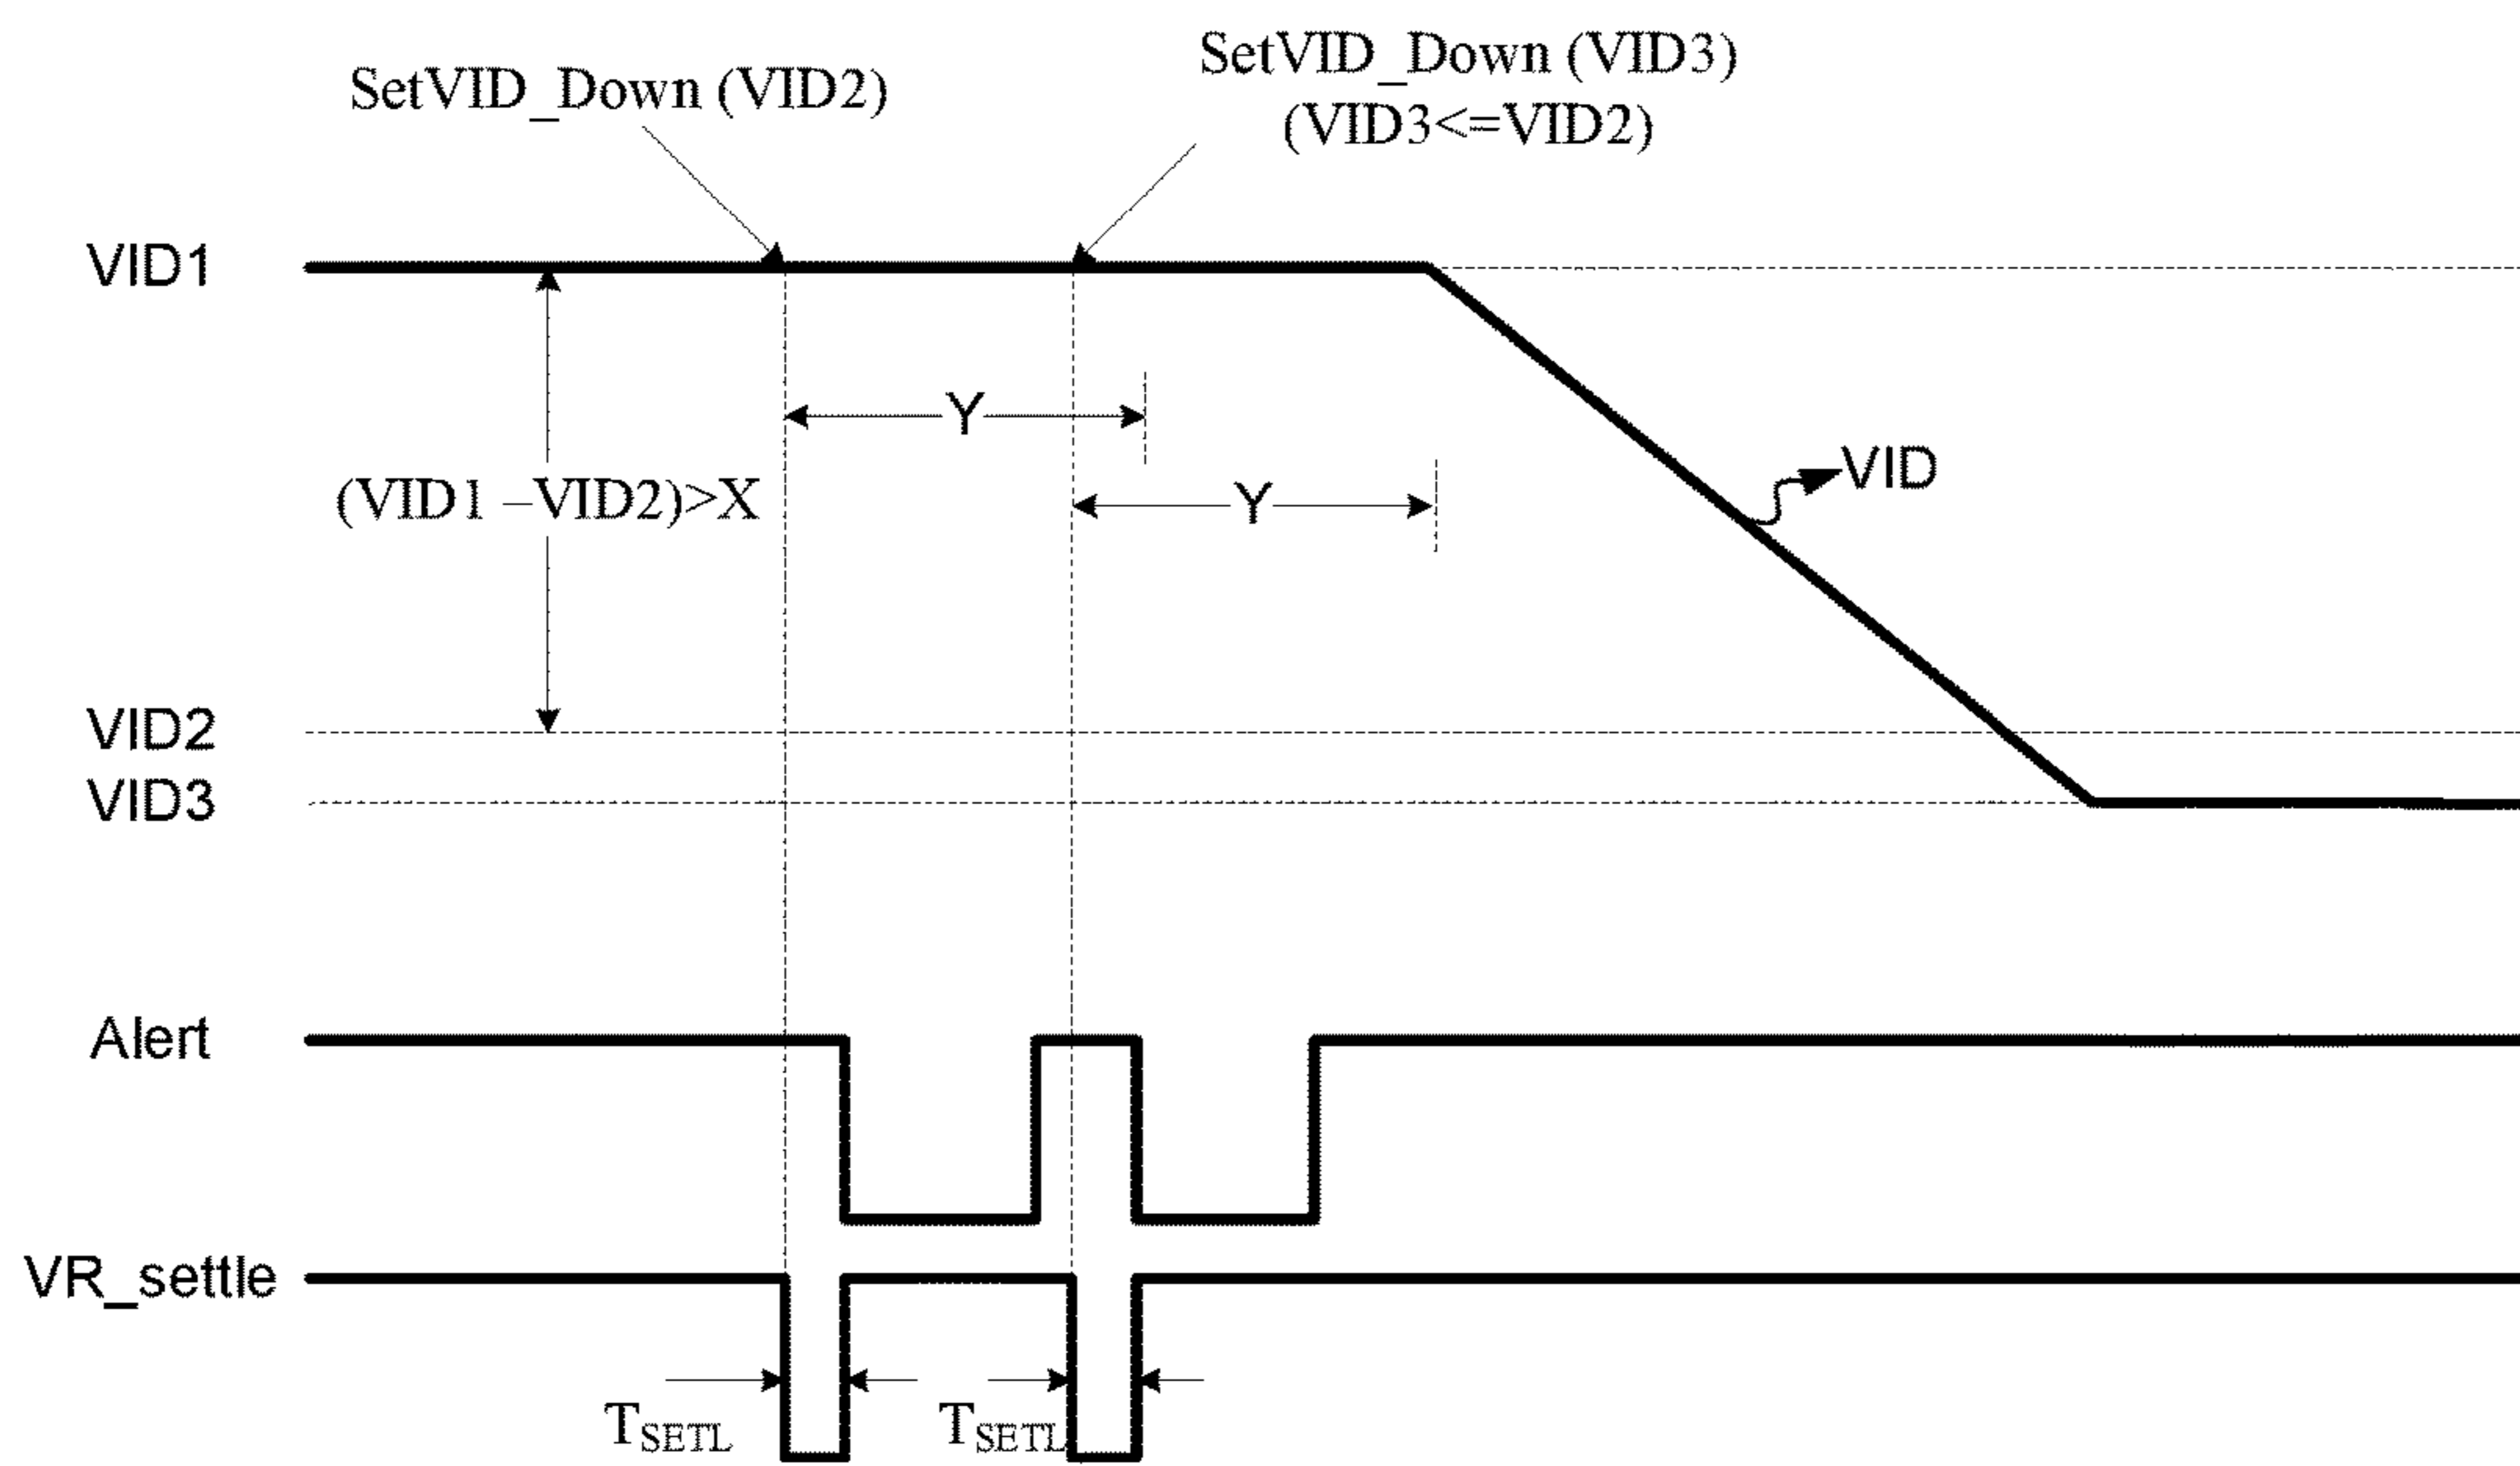 SetVID_Down (VID2)
SetVID_Down (VID3)
(VID3<=VID2)
VID1
Y
VID
(VID1 –VID2)>X
Y
VID2
VID3
Alert
VR_settle
TSETL
TSETL